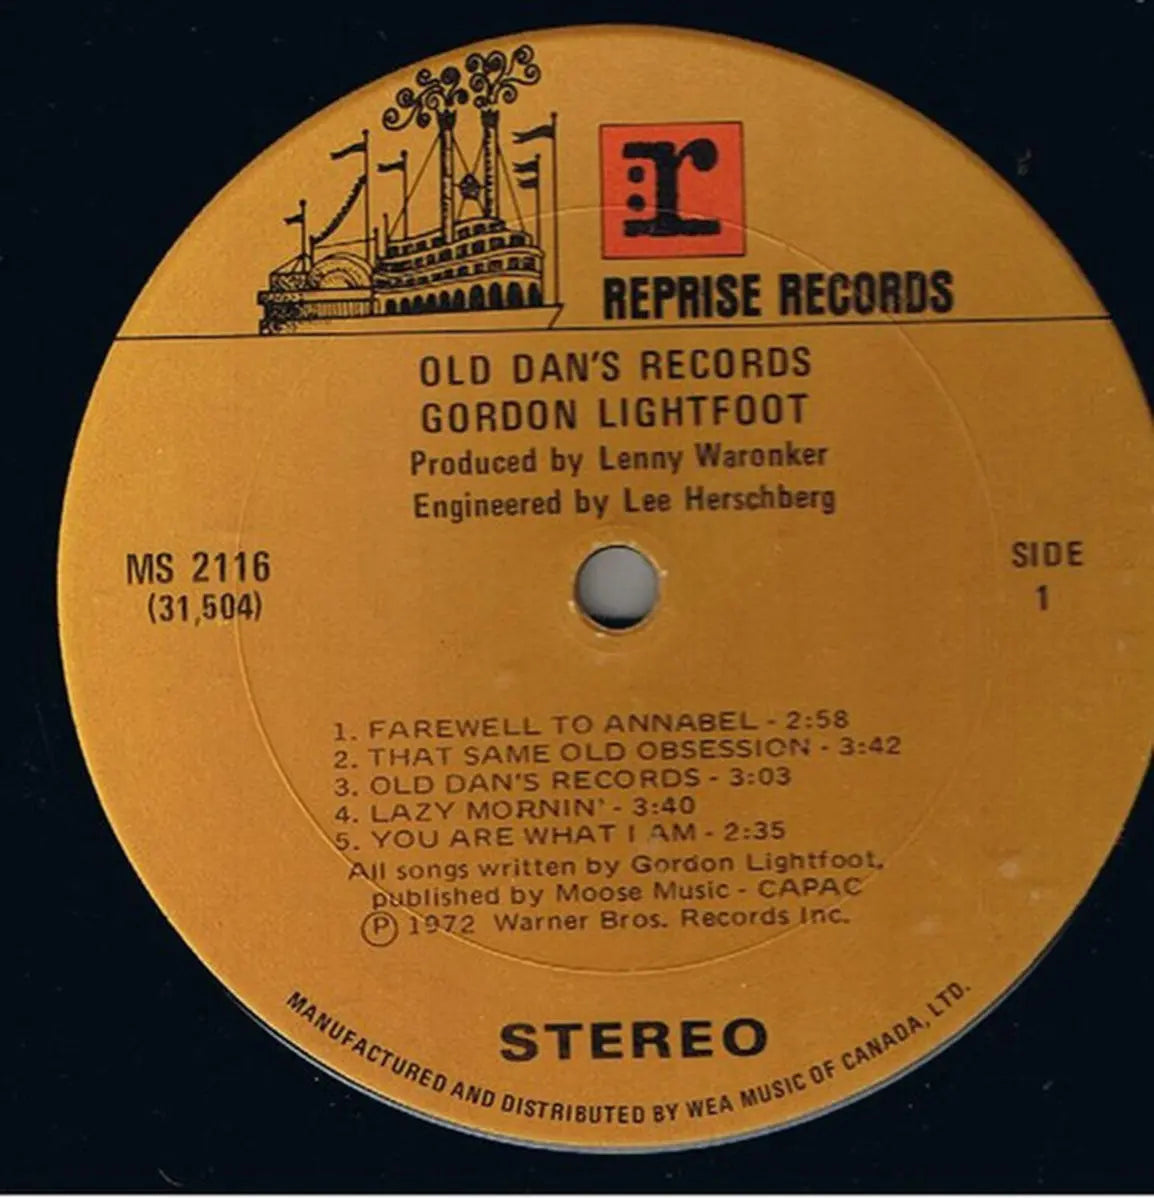 r
REPRISE RECORDS
OLD DAN'S RECORDS
GORDON LIGHTFOOT
Produced by Lenny Waronker
Engineered by Lee Herschberg
MS 2116
(31,504)
SIDE
1
1. FAREWELL TO ANNABEL - 2:58
2. THAT SAME OLD OBSESSION - 3:42
3. OLD DAN'S RECORDS - 3:03
4. LAZY MORNIN' - 3:40
5. YOU ARE WHAT I AM - 2:35
All songs written by Gordon Lightfoot,
published by Moose Music - CAPAC
Ⓟ 1972 Warner Bros. Records Inc.
STEREO
MANUFACTURED AND DISTRIBUTED BY WEA MUSIC OF CANADA, LTD.